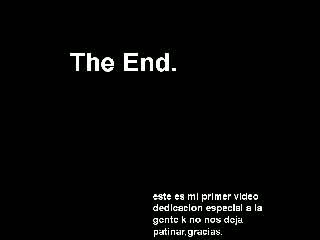 The End.
este es mi primer video
dedicacion especial a la
gente k no nos deja
patinar,gracias.